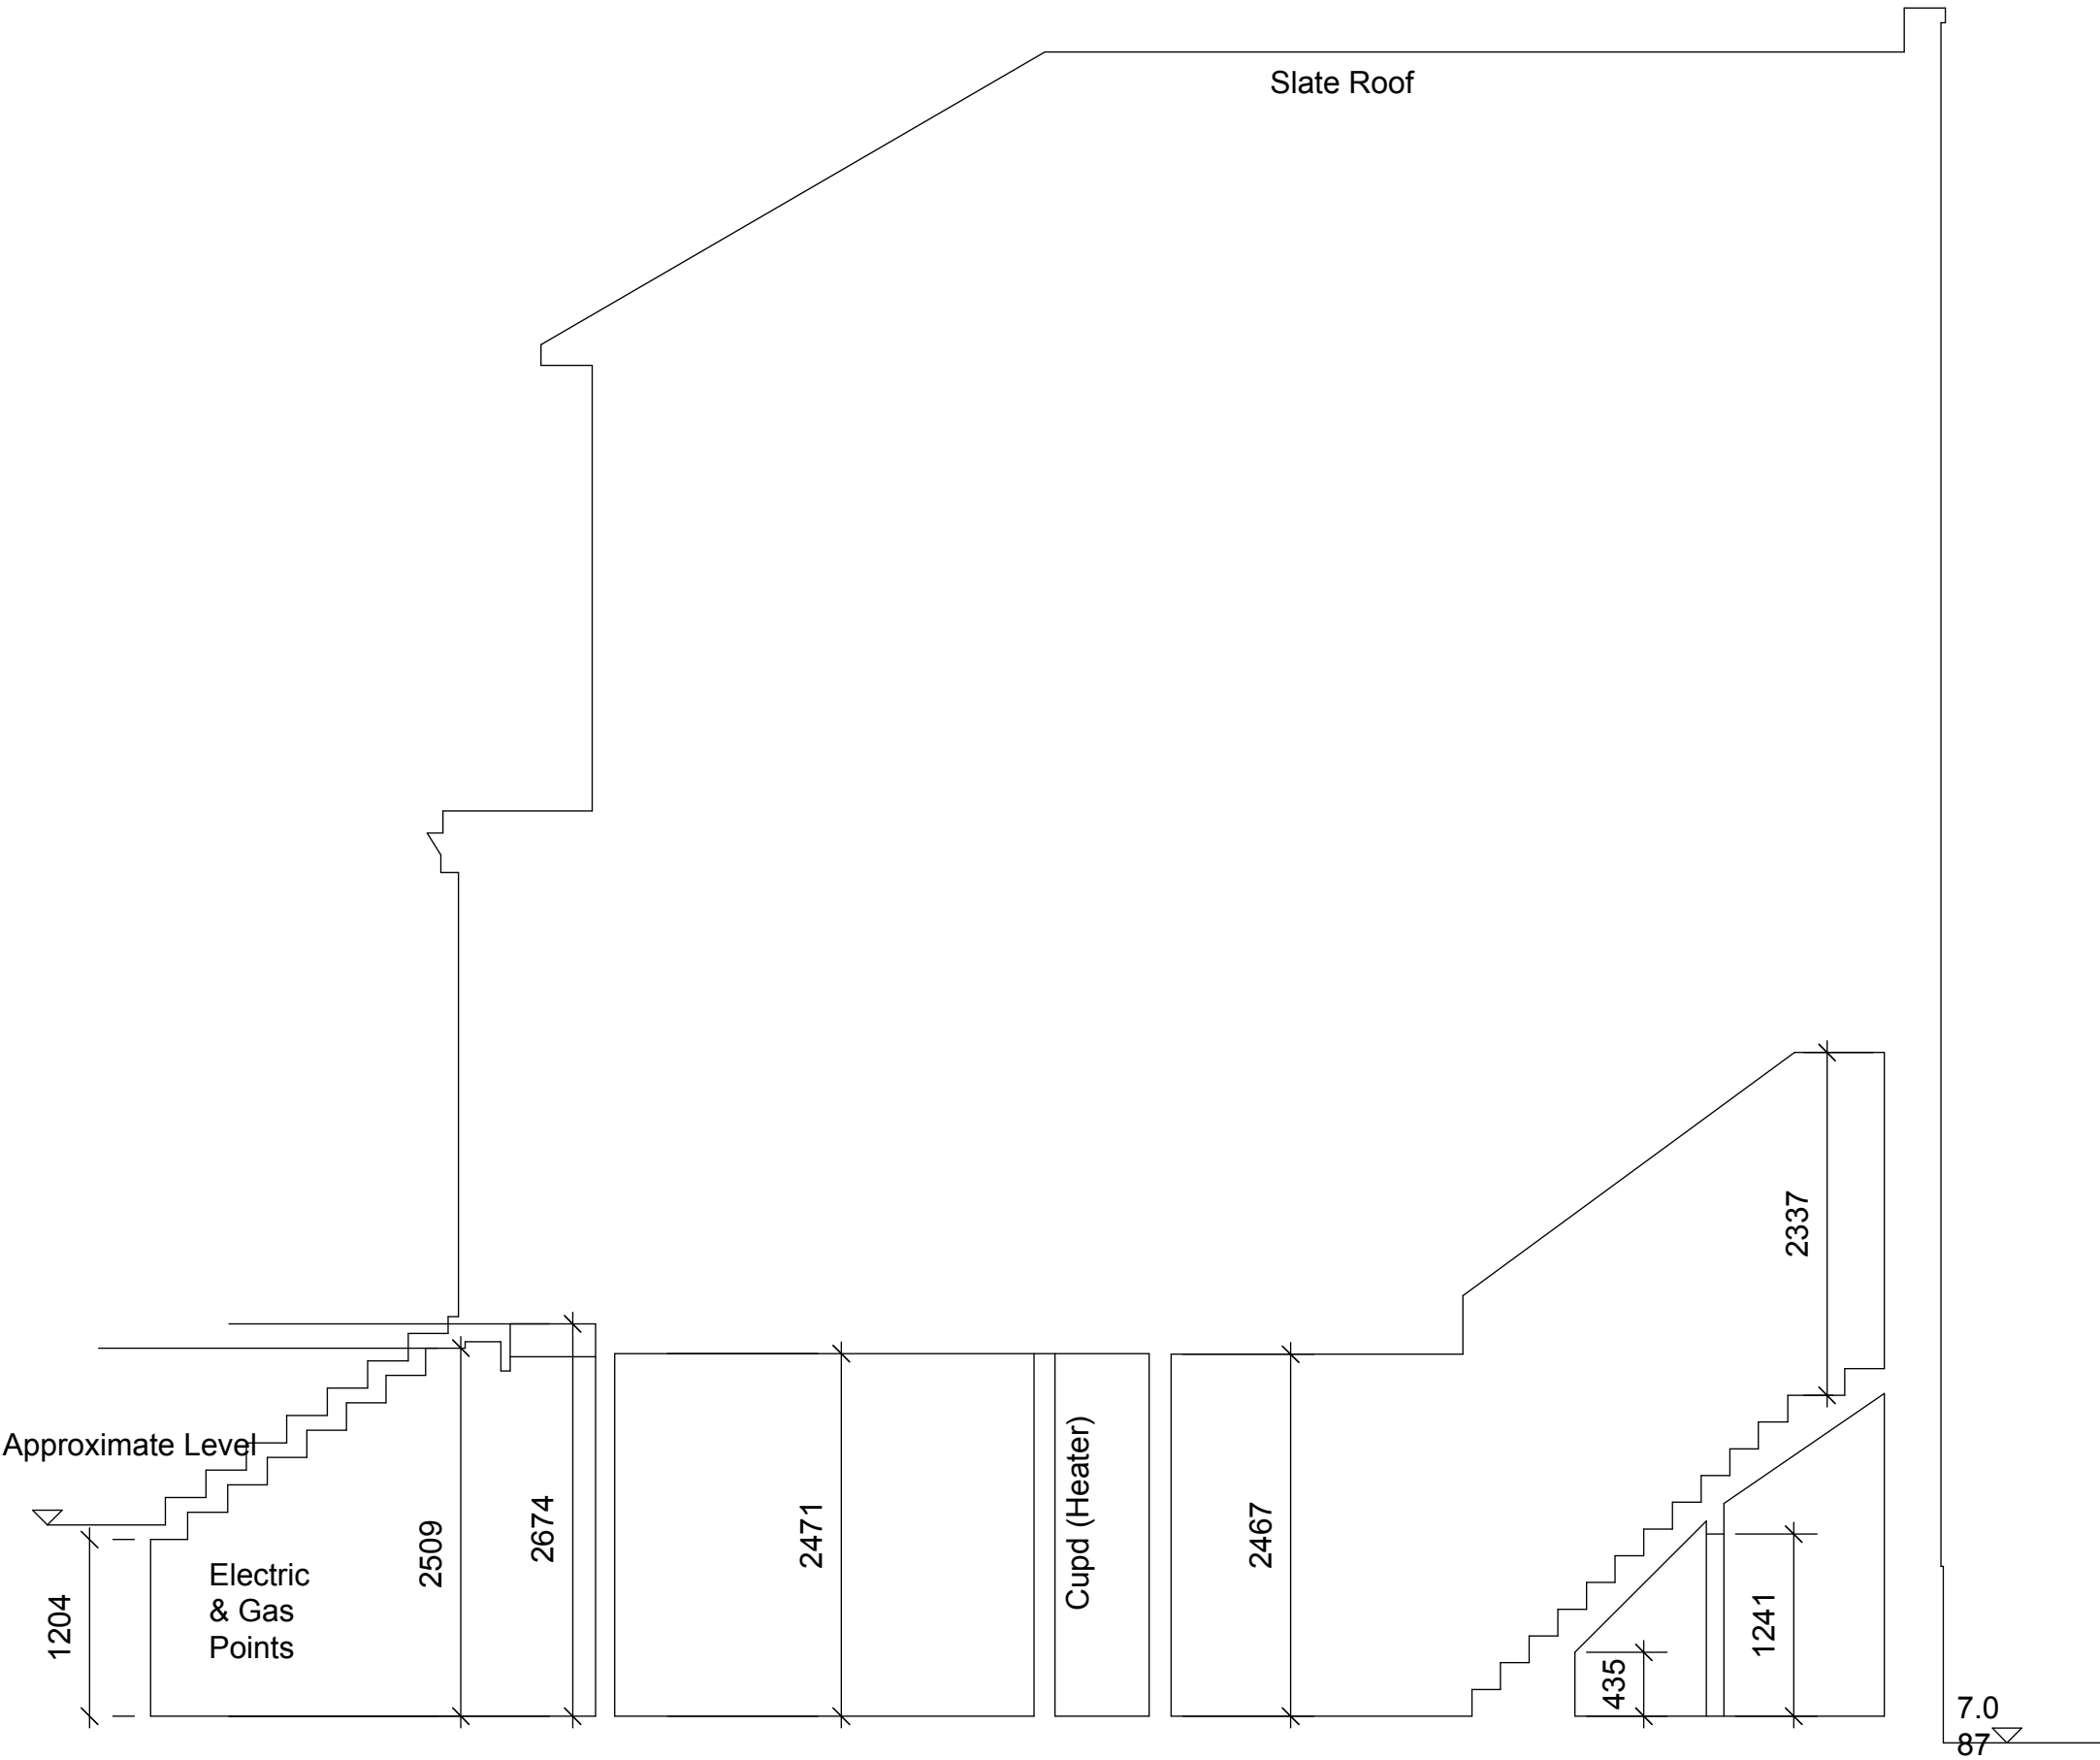 Slate Roof
2337
Approximate Level
Cupd (Heater)
2674
2509
2471
2467
Electric
& Gas
Points
1204
1241
435
7.0
87